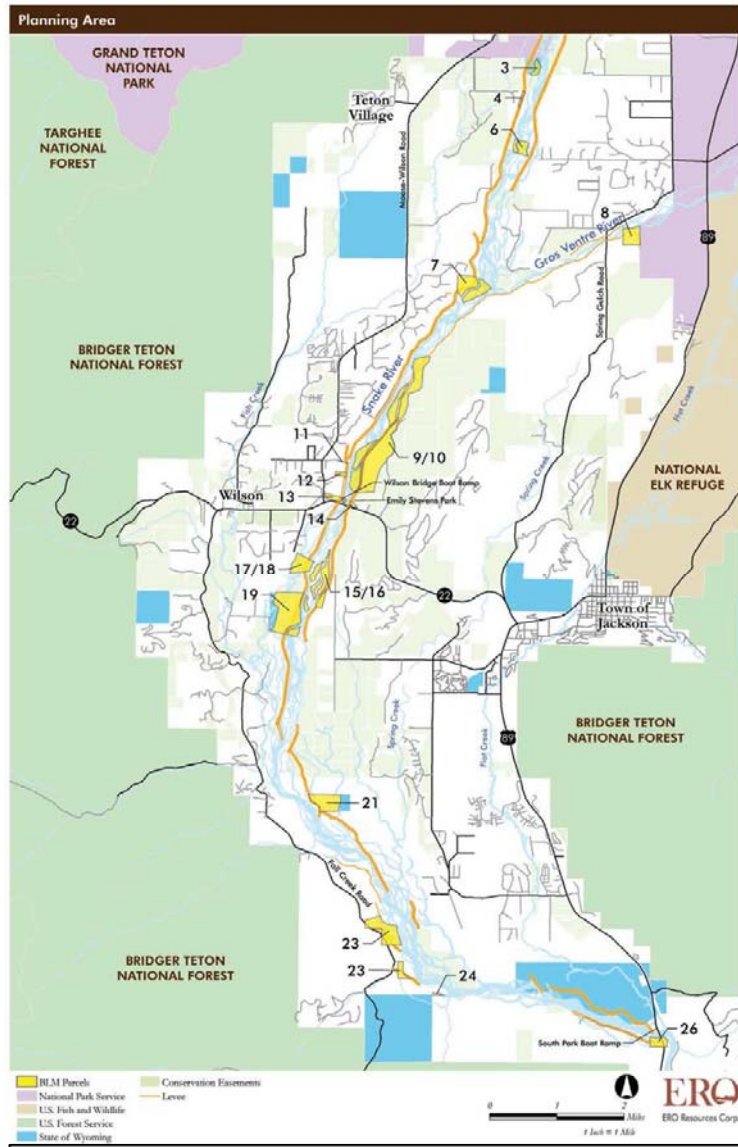 Planning Area
GRAND TETON
NATIONAL
PARK
3
4
Teton
Village
TARGHEE
NATIONAL
FOREST
6
Moose-Wilson Road
8
Gros Ventre River
89
7
Spring Gulch Road
BRIDGER TETON
NATIONAL FOREST
Fish Creek
Snake River
Flat Creek
11
9/10
Spring Creek
12
Wilson Bridge Boat Ramp
NATIONAL
ELK REFUGE
Wilson
13
Emily Stevens Park
22
14
17/18
15/16
19
22
Town of
Jackson
Spring Creek
Flat Creek
89
BRIDGER TETON
NATIONAL FOREST
21
Fall Creek Road
23
BRIDGER TETON
NATIONAL FOREST
23
24
26
South Park Boat Ramp
BLM Parcels
Conservation Easements
National Park Service
Levee
U.S. Fish and Wildlife
U.S. Forest Service
State of Wyoming
0 1 2
Miles
1 Inch = 1 Mile
ERO
ERO Resources Corp.